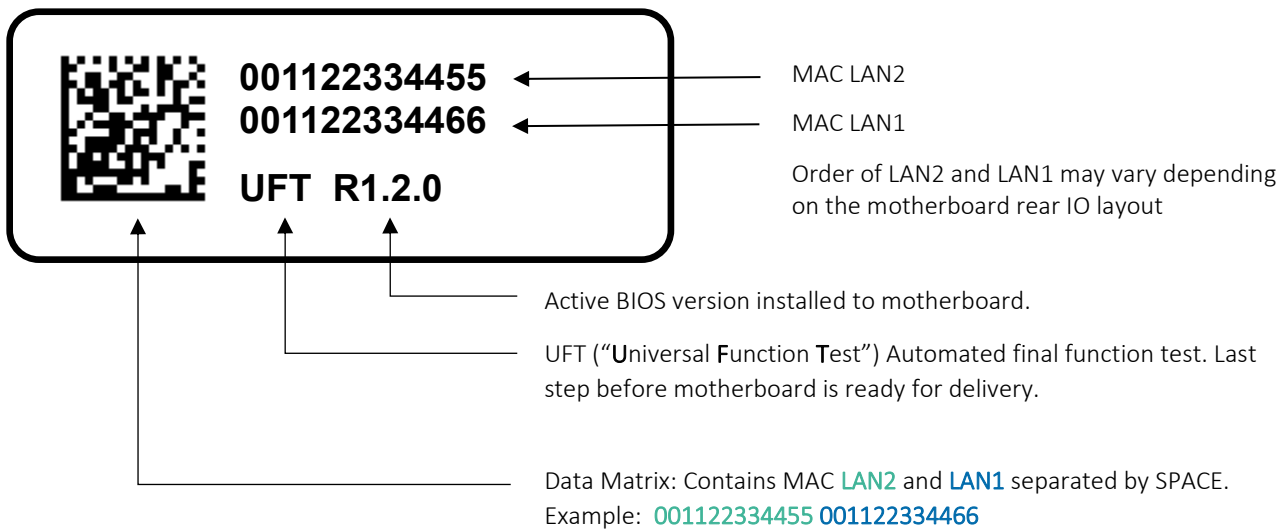 001122334455
001122334466
UFT R1.2.0
MAC LAN2
MAC LAN1
Order of LAN2 and LAN1 may vary depending
on the motherboard rear IO layout
Active BIOS version installed to motherboard.
UFT (“Universal Function Test”) Automated final function test. Last
step before motherboard is ready for delivery.
Data Matrix: Contains MAC LAN2 and LAN1 separated by SPACE.
Example: 001122334455 001122334466